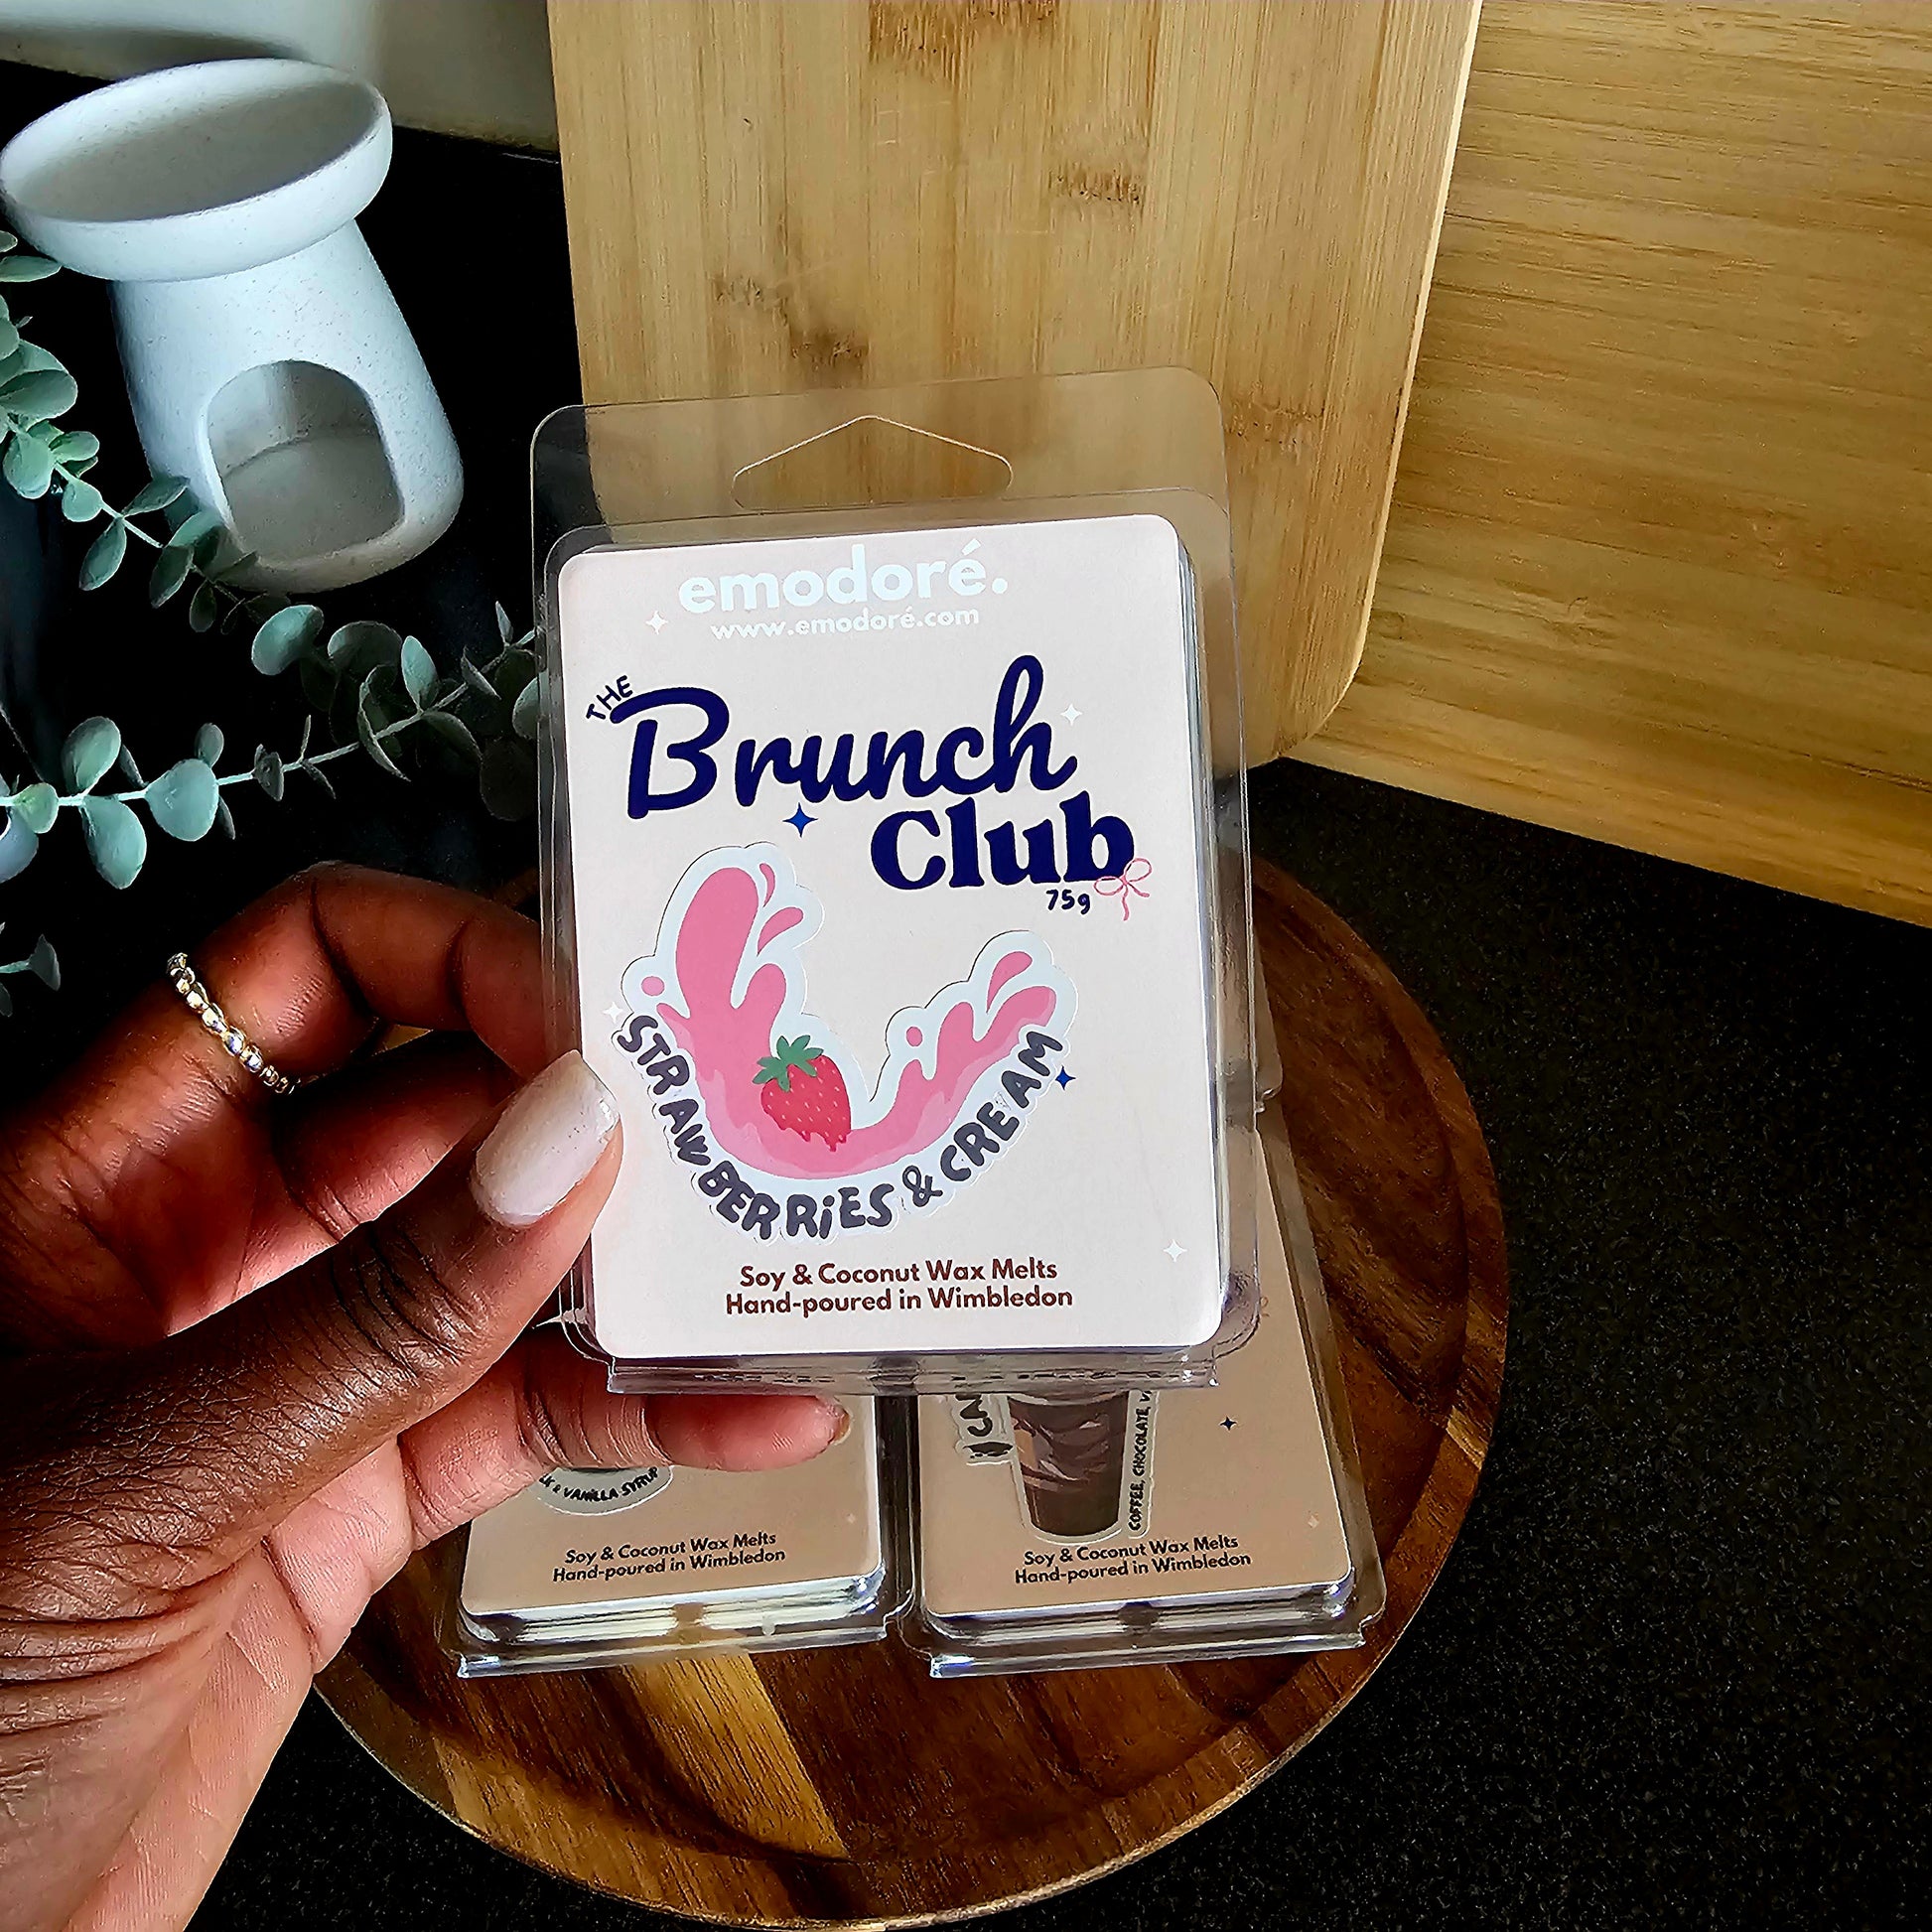 emodoré.
www.emodoré.com
THE
Brunch
Club
75g
STRAWBERRiES & CREAM
Soy & Coconut Wax Melts
Hand-poured in Wimbledon
& VANILLA SYRUP
Soy & Coconut Wax Melts
Hand-poured in Wimbledon
COFFEE, CHOCOLATE,
Soy & Coconut Wax Melts
Hand-poured in Wimbledon